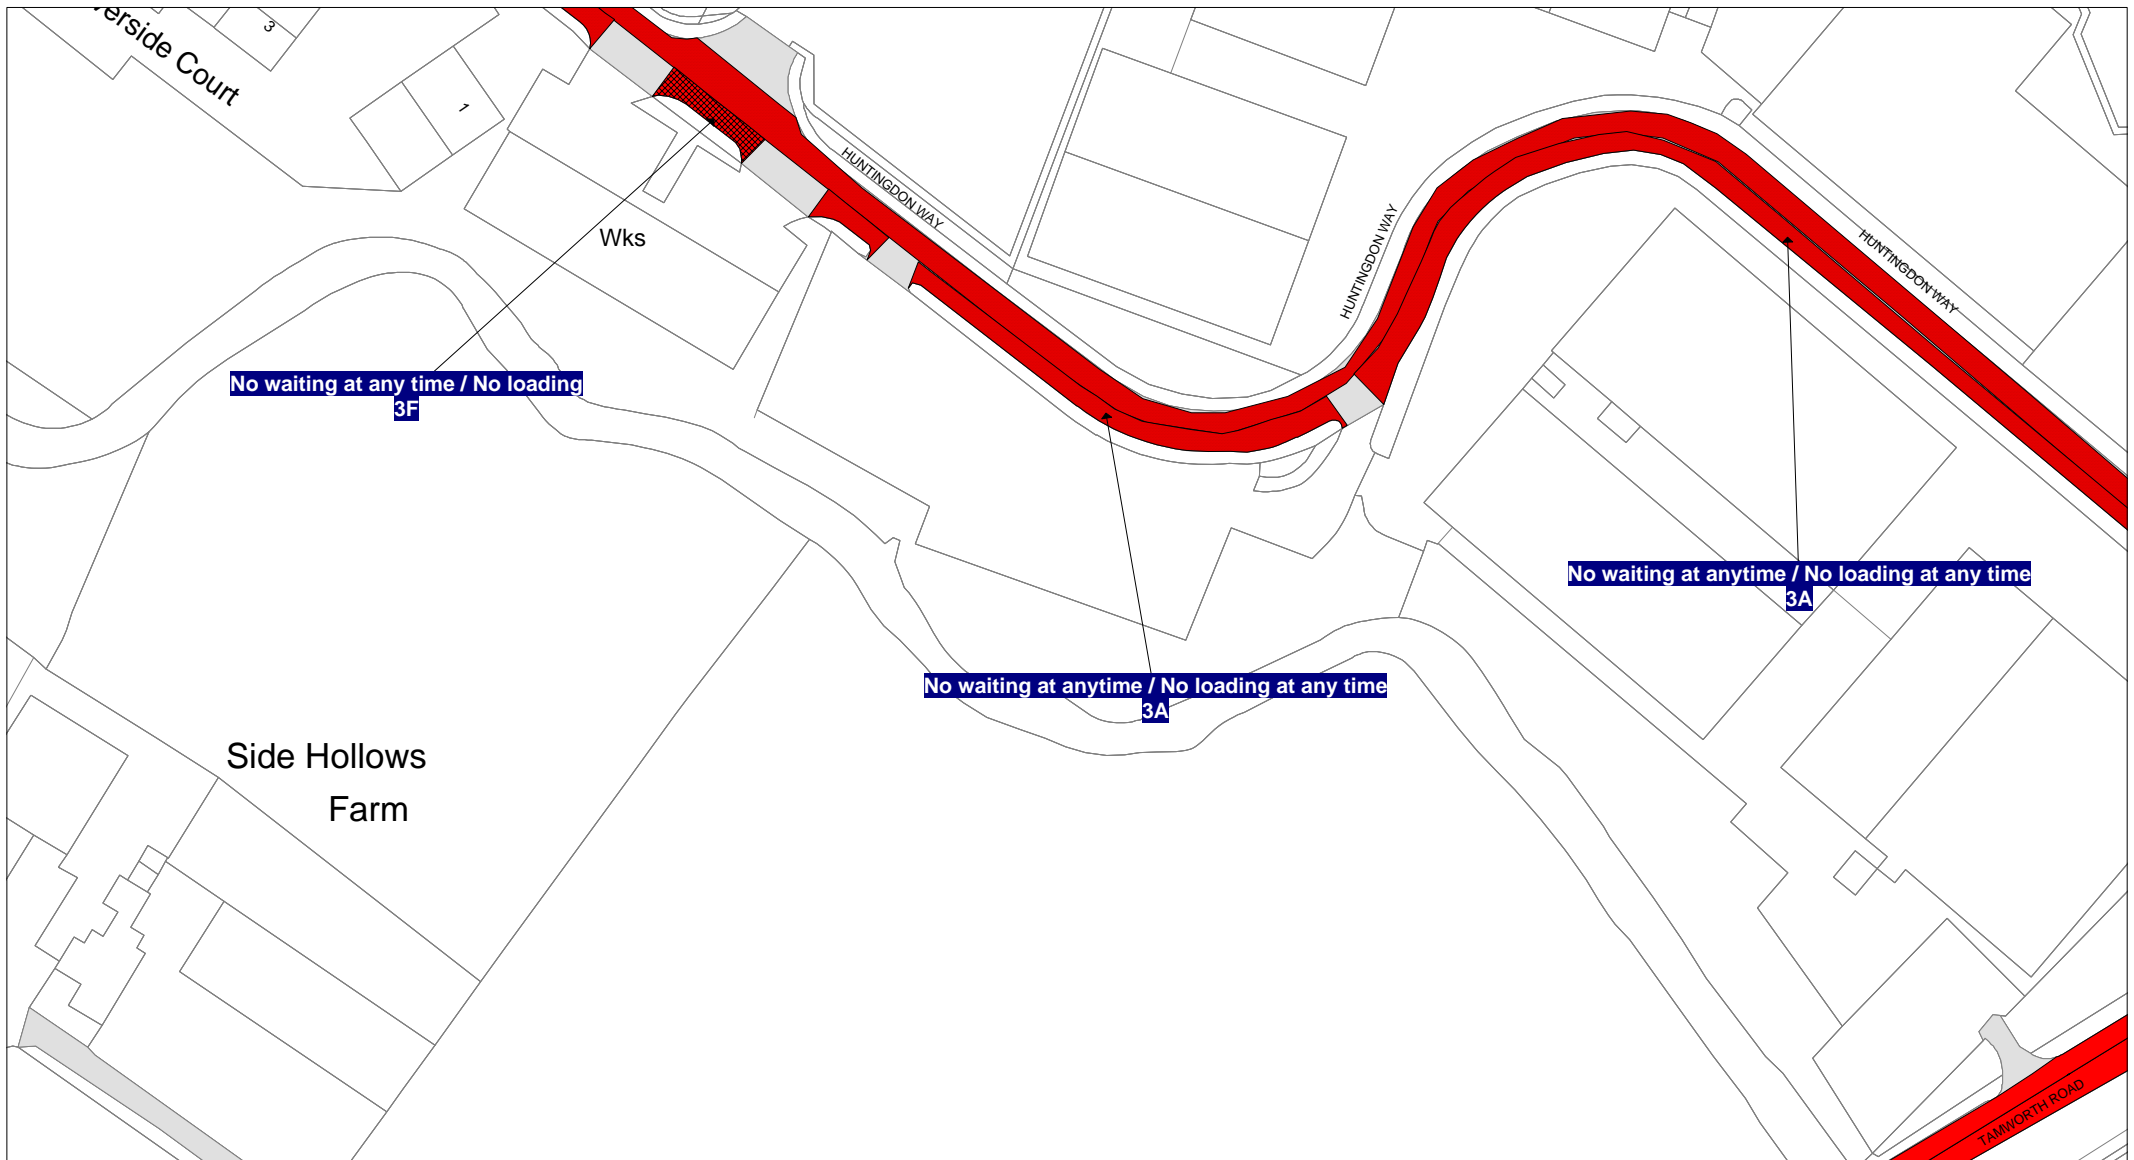 erside Court
3
1
HUNTINGDON WAY
HUNTINGDON WAY
HUNTINGDON WAY
Wks
No waiting at any time / No loading
3F
No waiting at anytime / No loading at any time
3A
No waiting at anytime / No loading at any time
3A
Side Hollows
Farm
TAMWORTH ROAD